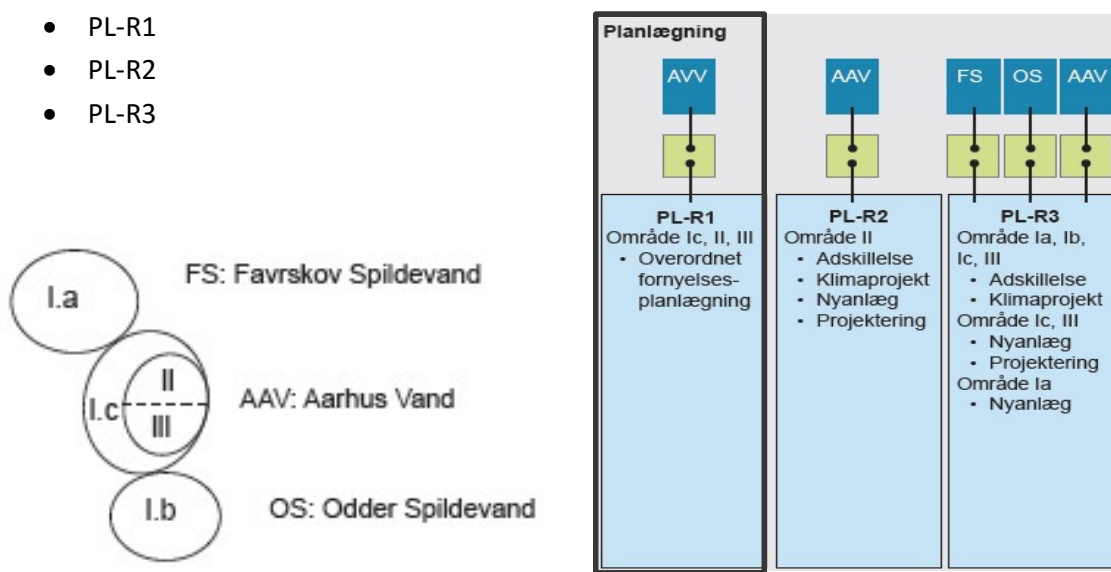 • PL-R1
• PL-R2
• PL-R3
I.a
FS: Favrskov Spildevand
II
I.c
AAV: Aarhus Vand
III
I.b
OS: Odder Spildevand
Planlægning
AVV
AAV
FS
OS
AAV
PL-R1
Område Ic, II, III
• Overordnet
fornyelses-
planlægning
PL-R2
Område II
• Adskillelse
• Klimaprojekt
• Nyanlæg
• Projektering
PL-R3
Område Ia, Ib,
Ic, III
• Adskillelse
• Klimaprojekt
Område Ic, III
• Nyanlæg
• Projektering
Område Ia
• Nyanlæg